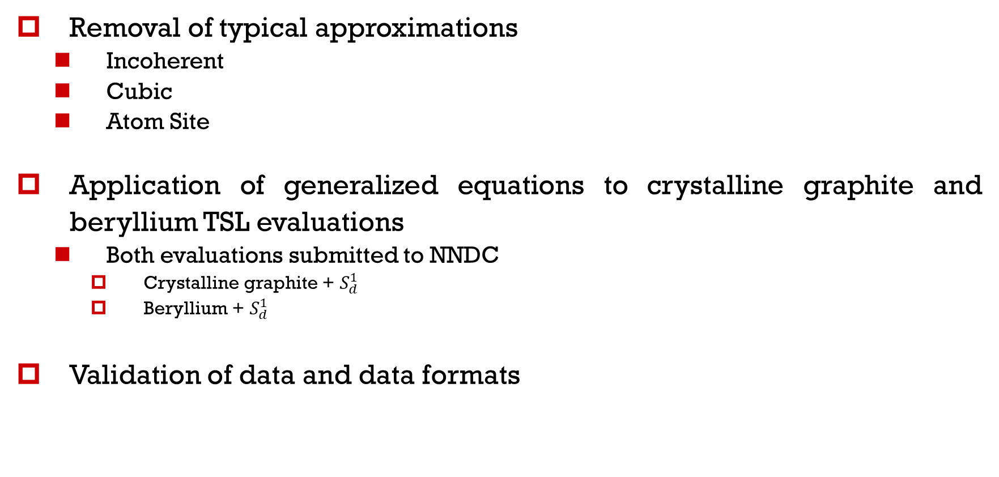 Removal of typical approximations
Incoherent
Cubic
Atom Site
Application of generalized equations to crystalline graphite and
beryllium TSL evaluations
Both evaluations submitted to NNDC
Crystalline graphite + $S_d^1$
Beryllium + $S_d^1$
Validation of data and data formats